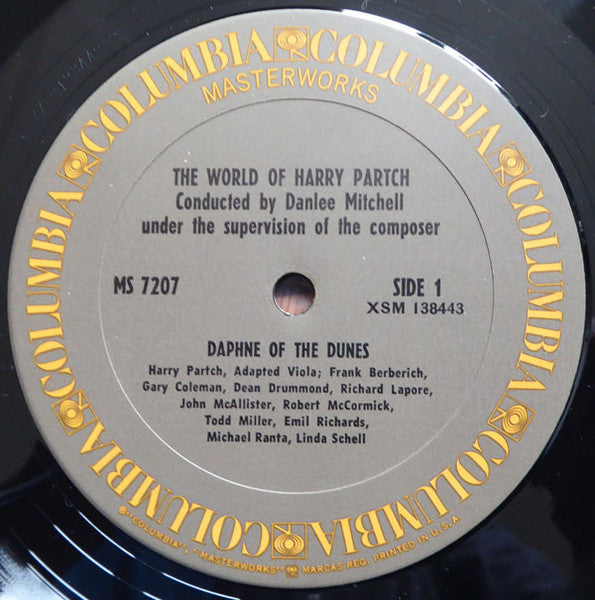 COLUMBIA COLUMBIA COLUMBIA COLUMBIA COLUMBIA COLUMBIA
MASTERWORKS
THE WORLD OF HARRY PARTCH
Conducted by Danlee Mitchell
under the supervision of the composer
MS 7207
SIDE 1
XSM 138443
DAPHNE OF THE DUNES
Harry Partch, Adapted Viola; Frank Berberich,
Gary Coleman, Dean Drummond, Richard Lapore,
John McAllister, Robert McCormick,
Todd Miller, Emil Richards,
Michael Ranta, Linda Schell
® "COLUMBIA", "MASTERWORKS", MARCAS REG. PRINTED IN U.S.A.